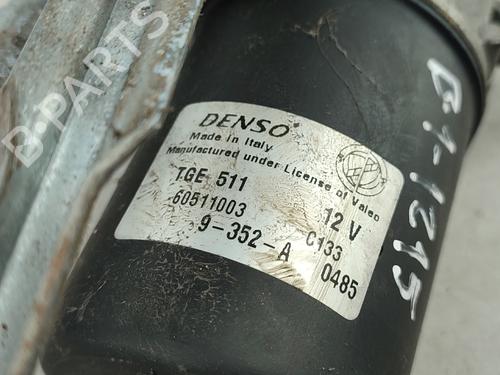 B-PARTS
DENSO
Made in Italy
Manufactured under License of Valeo
TGE 511
60511003
12 V
9-352-A
C133
0485
B1-1215